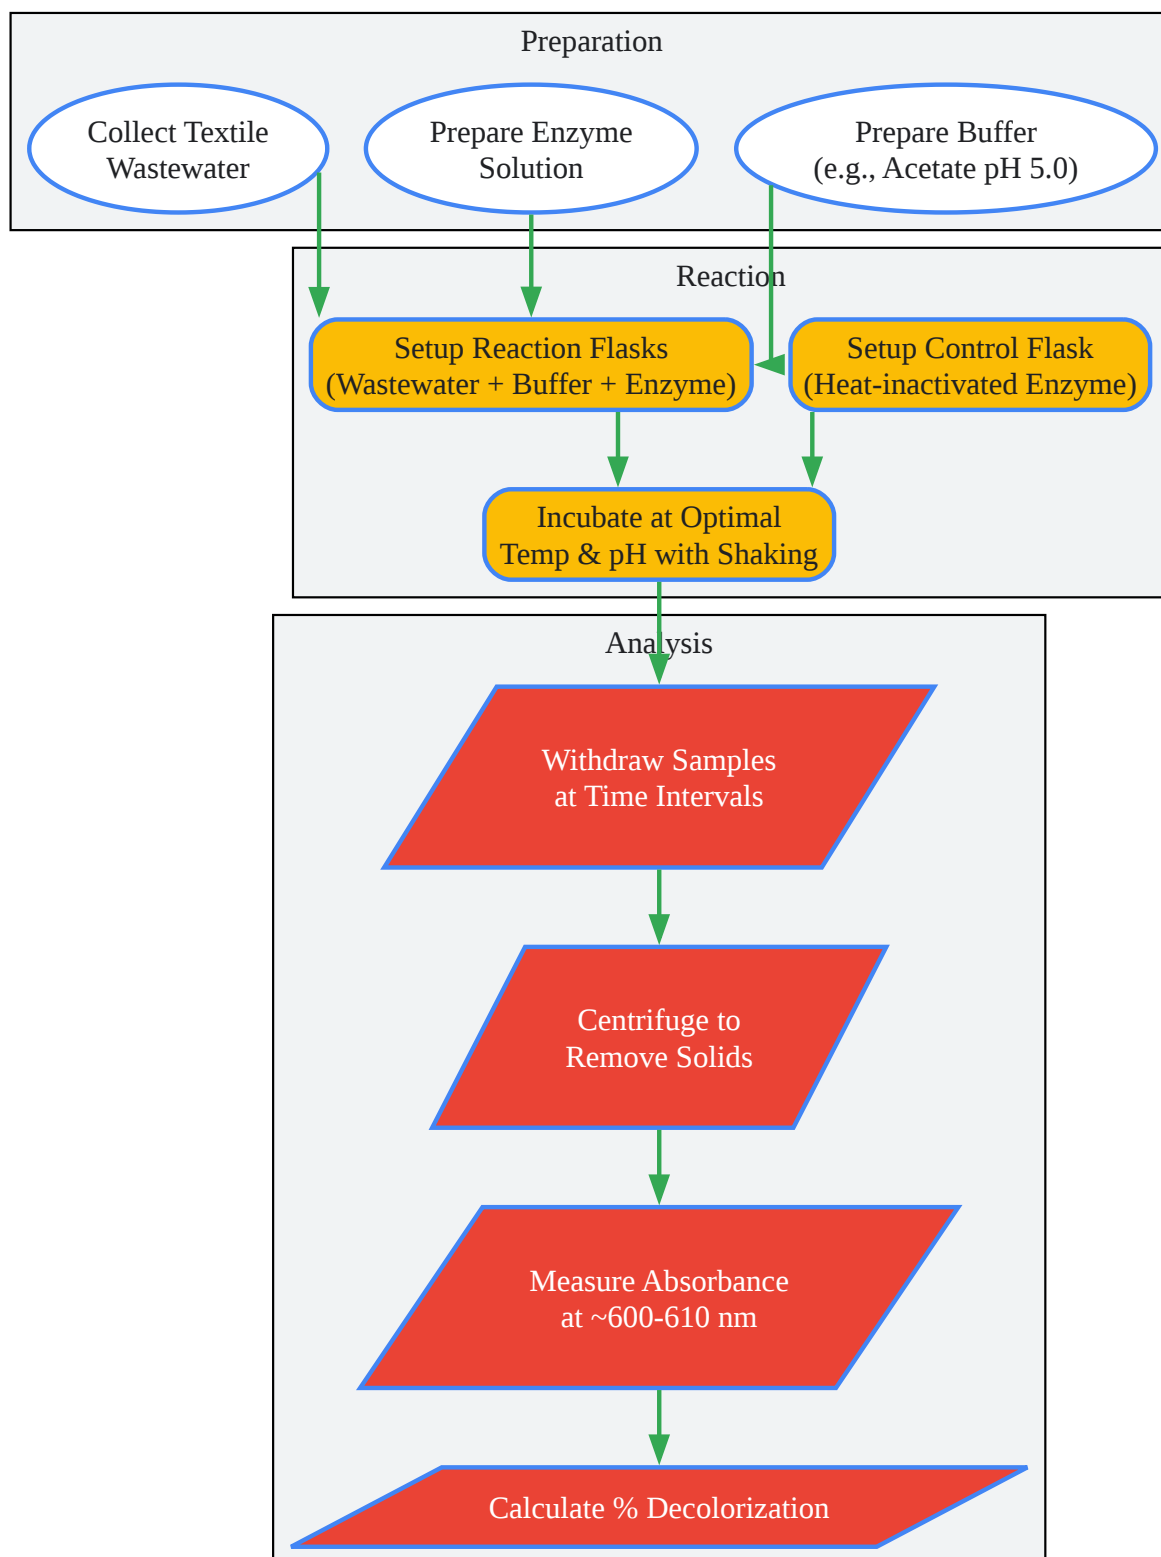 Preparation
Collect Textile
Wastewater
Prepare Enzyme
Solution
Prepare Buffer
(e.g., Acetate pH 5.0)
Reaction
Setup Reaction Flasks
(Wastewater + Buffer + Enzyme)
Setup Control Flask
(Heat-inactivated Enzyme)
Incubate at Optimal
Temp & pH with Shaking
Analysis
Withdraw Samples
at Time Intervals
Centrifuge to
Remove Solids
Measure Absorbance
at ~600-610 nm
Calculate % Decolorization